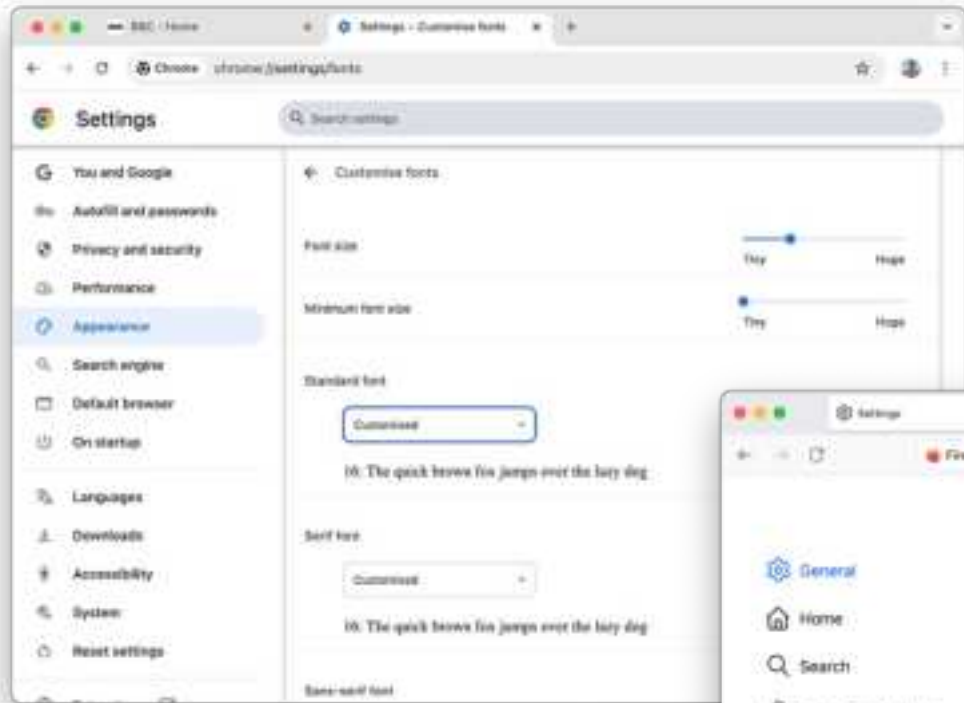 BBC - Home
Settings - Customise fonts
Chrome chrome://settings/fonts
Settings
Search settings
You and Google
Autofill and passwords
Privacy and security
Performance
Appearance
Search engine
Default browser
On startup
Languages
Downloads
Accessibility
System
Reset settings
Customise fonts
Font size
Tiny Huge
Minimum font size
Tiny Huge
Standard font
Customised
16: The quick brown fox jumps over the lazy dog
Serif font
Customised
16: The quick brown fox jumps over the lazy dog
Sans-serif font
Settings
General
Home
Search